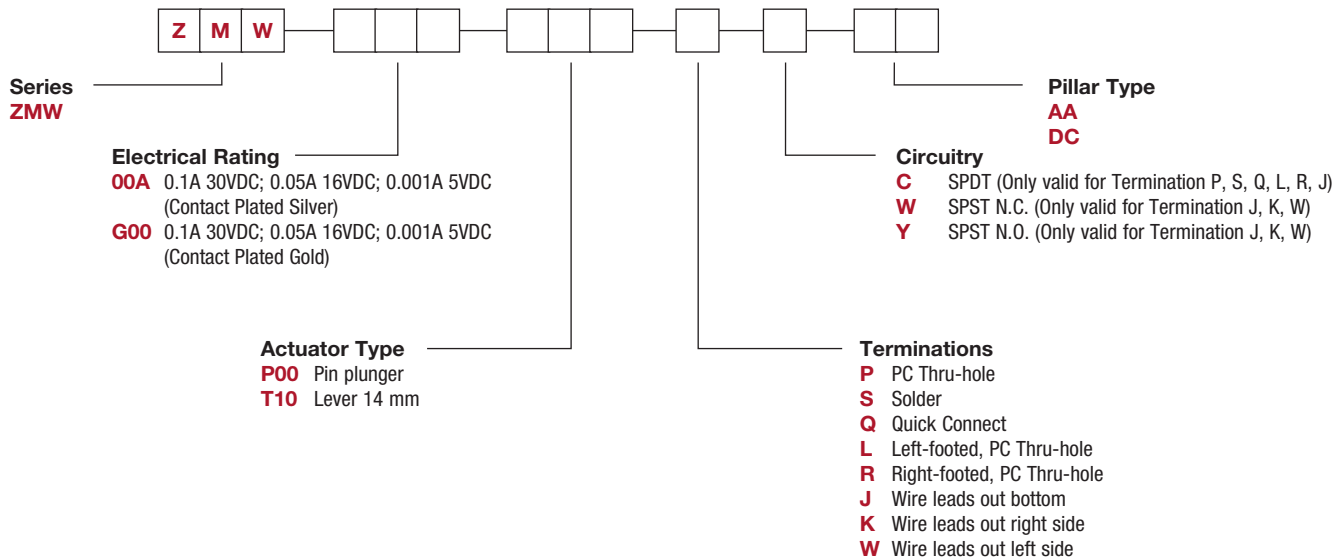 Z M W
Series
ZMW
Pillar Type
AA
DC
Electrical Rating
00A 0.1A 30VDC; 0.05A 16VDC; 0.001A 5VDC
(Contact Plated Silver)
G00 0.1A 30VDC; 0.05A 16VDC; 0.001A 5VDC
(Contact Plated Gold)
Circuitry
C SPDT (Only valid for Termination P, S, Q, L, R, J)
W SPST N.C. (Only valid for Termination J, K, W)
Y SPST N.O. (Only valid for Termination J, K, W)
Actuator Type
P00 Pin plunger
T10 Lever 14 mm
Terminations
P PC Thru-hole
S Solder
Q Quick Connect
L Left-footed, PC Thru-hole
R Right-footed, PC Thru-hole
J Wire leads out bottom
K Wire leads out right side
W Wire leads out left side